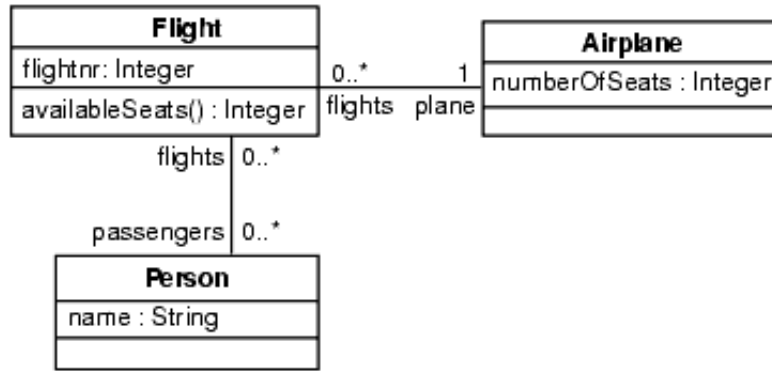 Flight
flightnr: Integer
availableSeats() : Integer
0..* 1
flights plane
Airplane
numberOfSeats : Integer
flights 0..*
passengers 0..*
Person
name : String